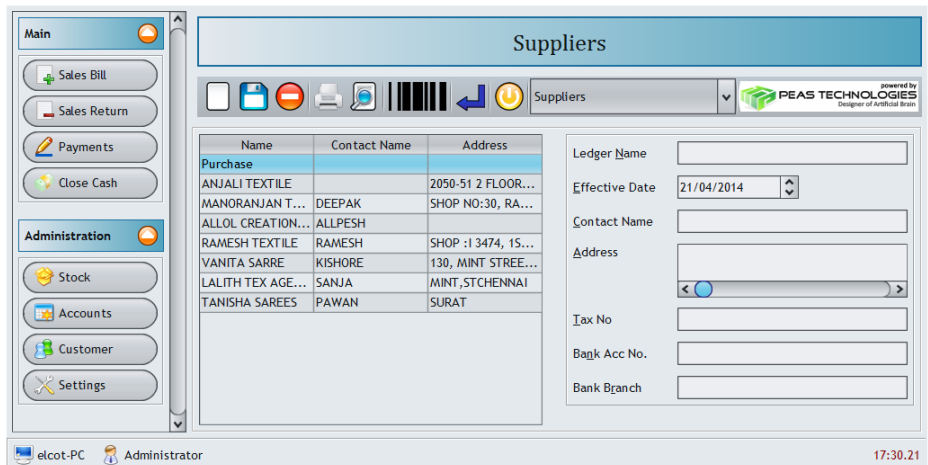 Main
Sales Bill
Sales Return
Payments
Close Cash
Administration
Stock
Accounts
Customer
Settings
Suppliers
Suppliers
powered by
PEAS TECHNOLOGIES
Designer of Artificial Brain
Name Contact Name Address
Purchase
ANJALI TEXTILE 2050-51 2 FLOOR...
MANORANJAN T... DEEPAK SHOP NO:30, RA...
ALLOL CREATION... ALLPESH
RAMESH TEXTILE RAMESH SHOP :I 3474, 1S...
VANITA SARRE KISHORE 130, MINT STREE...
LALITH TEX AGE... SANJA MINT,STCHENNAI
TANISHA SAREES PAWAN SURAT
Ledger Name
Effective Date 21/04/2014
Contact Name
Address
Tax No
Bank Acc No.
Bank Branch
elcot-PC Administrator 17:30.21